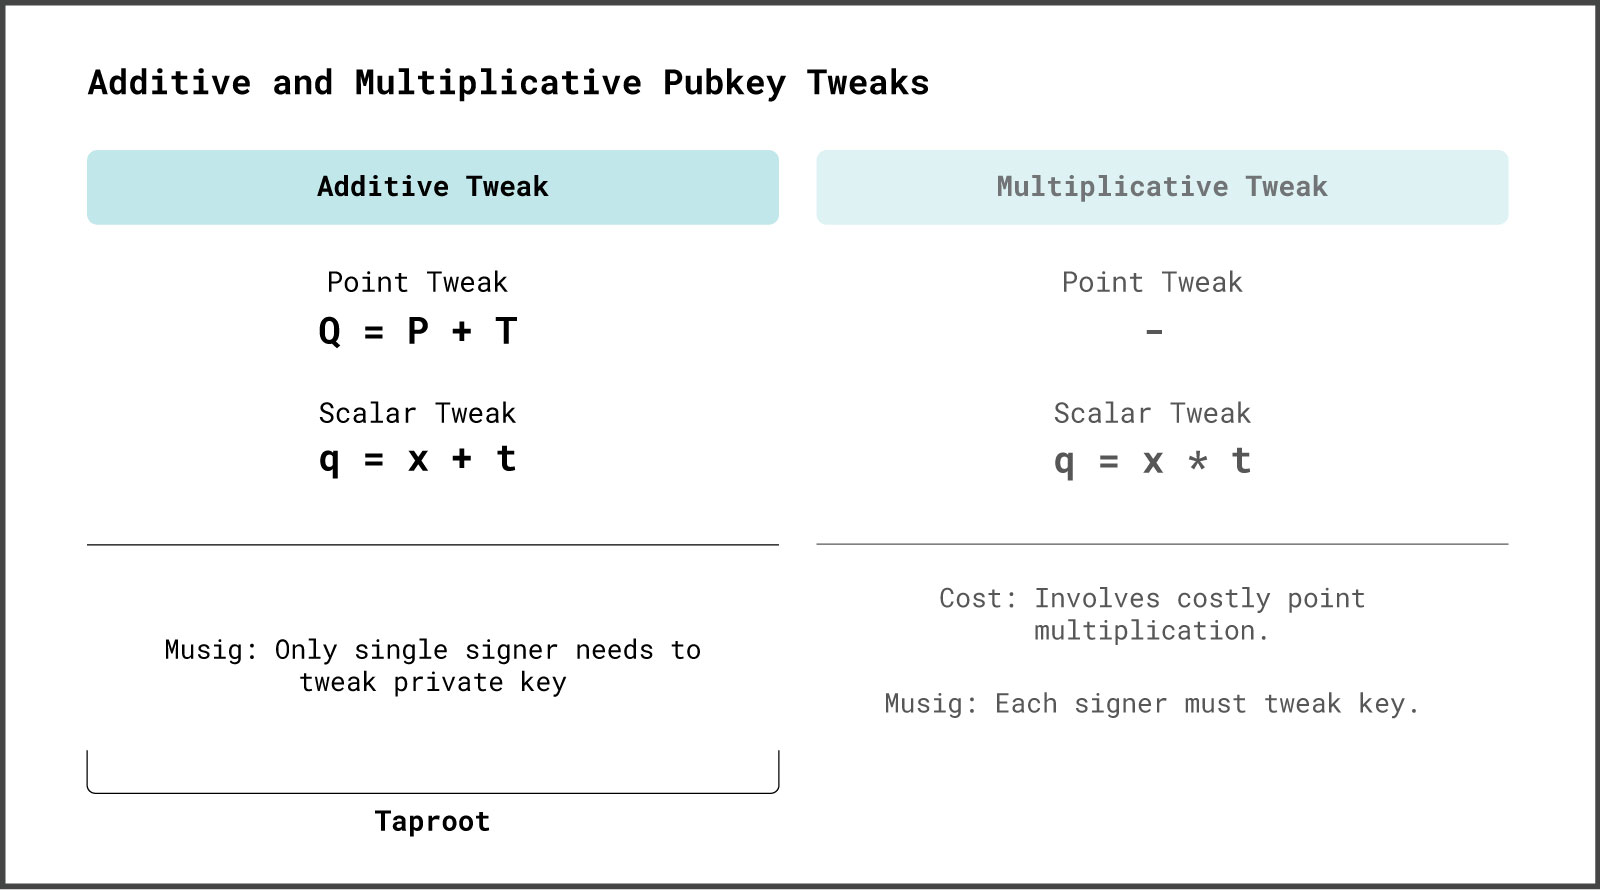 Additive and Multiplicative Pubkey Tweaks
Additive Tweak
Point Tweak
Q = P + T
Scalar Tweak
q = x + t
Musig: Only single signer needs to
tweak private key
Taproot
Multiplicative Tweak
Point Tweak
-
Scalar Tweak
q = x * t
Cost: Involves costly point
multiplication.
Musig: Each signer must tweak key.